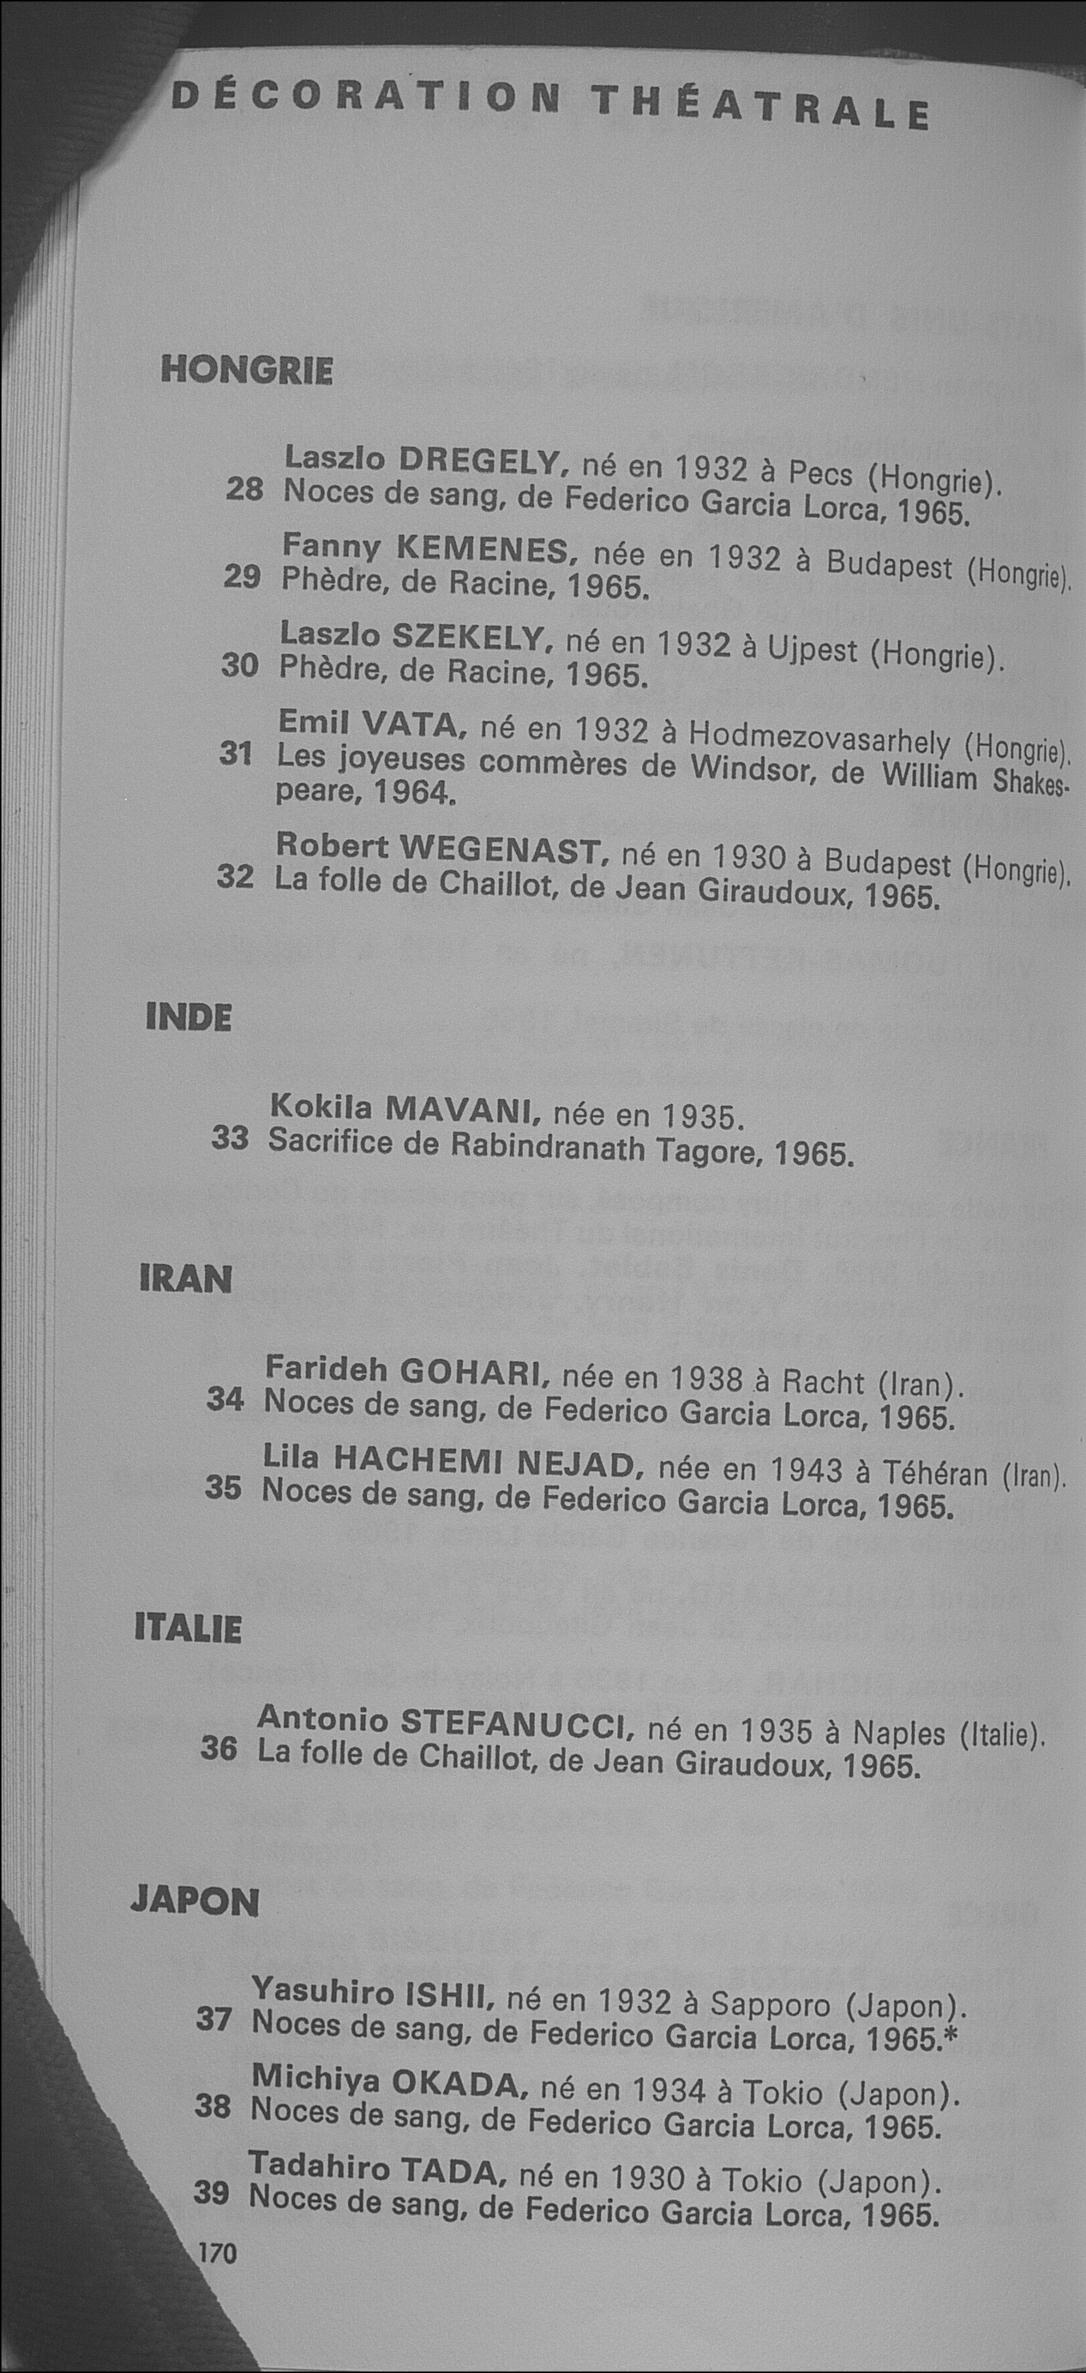 DÉCORATION THÉATRALE
HONGRIE
Laszlo DREGELY, né en 1932 à Pecs (Hongrie).
28 Noces de sang, de Federico Garcia Lorca, 1965.
Fanny KEMENES, née en 1932 à Budapest (Hongrie).
29 Phèdre, de Racine, 1965.
Laszlo SZEKELY, né en 1932 à Ujpest (Hongrie).
30 Phèdre, de Racine, 1965.
Emil VATA, né en 1932 à Hodmezovasarhely (Hongrie).
31 Les joyeuses commères de Windsor, de William Shakes-
peare, 1964.
Robert WEGENAST, né en 1930 à Budapest (Hongrie).
32 La folle de Chaillot, de Jean Giraudoux, 1965.
INDE
Kokila MAVANI, née en 1935.
33 Sacrifice de Rabindranath Tagore, 1965.
IRAN
Farideh GOHARI, née en 1938 à Racht (Iran).
34 Noces de sang, de Federico Garcia Lorca, 1965.
Lila HACHEMI NEJAD, née en 1943 à Téhéran (Iran).
35 Noces de sang, de Federico Garcia Lorca, 1965.
ITALIE
Antonio STEFANUCCI, né en 1935 à Naples (Italie).
36 La folle de Chaillot, de Jean Giraudoux, 1965.
JAPON
Yasuhiro ISHII, né en 1932 à Sapporo (Japon).
37 Noces de sang, de Federico Garcia Lorca, 1965.*
Michiya OKADA, né en 1934 à Tokio (Japon).
38 Noces de sang, de Federico Garcia Lorca, 1965.
Tadahiro TADA, né en 1930 à Tokio (Japon).
39 Noces de sang, de Federico Garcia Lorca, 1965.
170